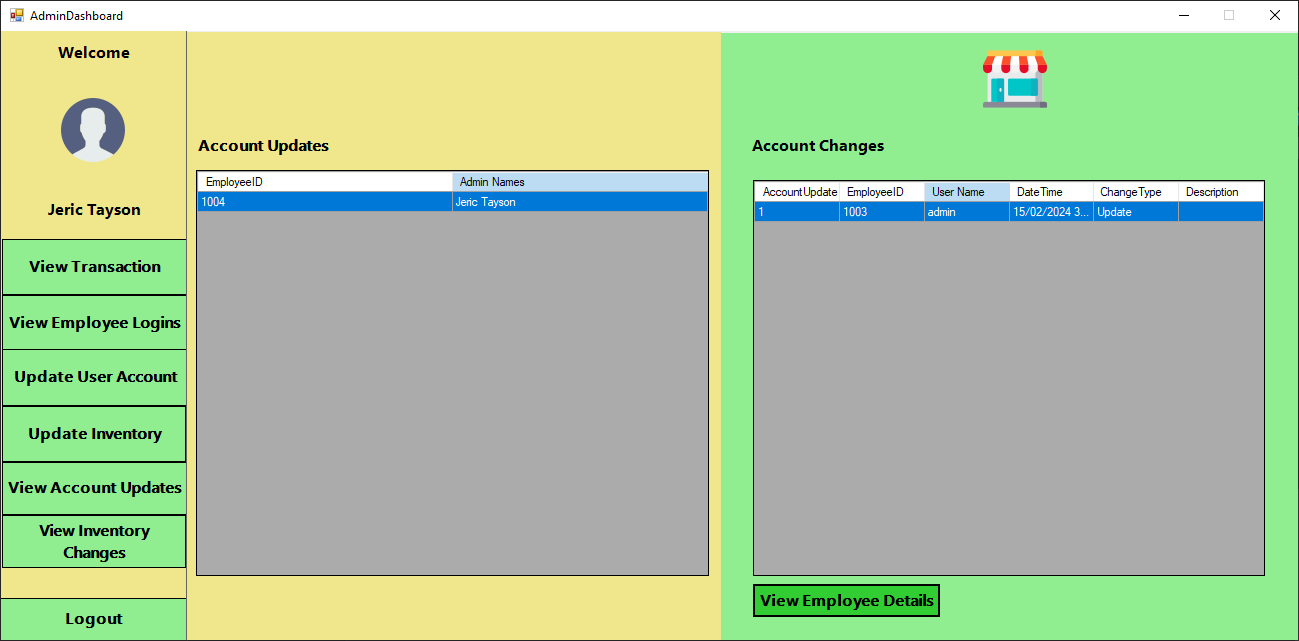 AdminDashboard
Welcome
Jeric Tayson
View Transaction
View Employee Logins
Update User Account
Update Inventory
View Account Updates
View Inventory
Changes
Logout
Account Updates
EmployeeID Admin Names
1004 Jeric Tayson
Account Changes
AccountUpdate EmployeeID User Name DateTime ChangeType Description
1 1003 admin 15/02/2024 3... Update
View Employee Details